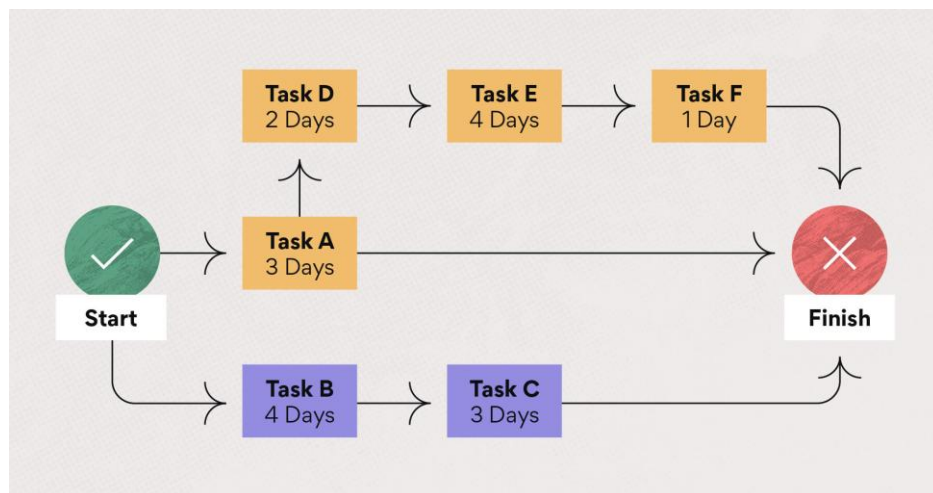 Task D
2 Days
Task E
4 Days
Task F
1 Day
Task A
3 Days
Start
Finish
Task B
4 Days
Task C
3 Days